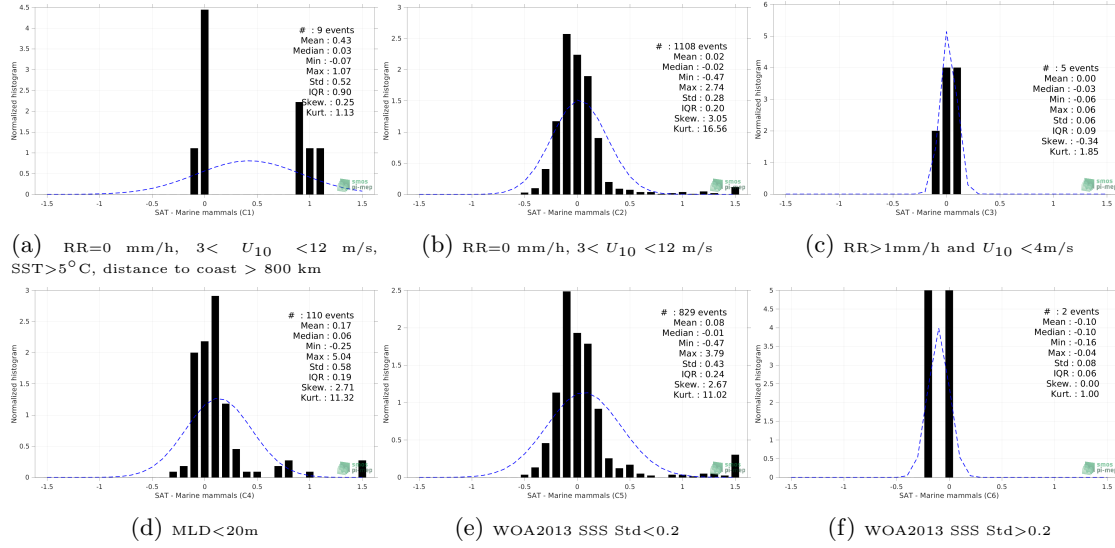 4.5
4
3.5
3
2.5
2
1.5
1
0.5
0
Normalized histogram
# : 9 events
Mean : 0.43
Median : 0.03
Min : -0.07
Max : 1.07
Std : 0.52
IQR : 0.90
Skew. : 0.25
Kurt. : 1.13
smos
pi-mep
-1.5 -1 -0.5 0 0.5 1 1.5
SAT - Marine mammals (C1)
(a) RR=0 mm/h, 3< U10 <12 m/s,
SST>5°C, distance to coast > 800 km
3
2.5
2
1.5
1
0.5
0
Normalized histogram
# : 1108 events
Mean : 0.02
Median : -0.02
Min : -0.47
Max : 2.74
Std : 0.28
IQR : 0.20
Skew. : 3.05
Kurt. : 16.56
smos
pi-mep
-1.5 -1 -0.5 0 0.5 1 1.5
SAT - Marine mammals (C2)
(b) RR=0 mm/h, 3< U10 <12 m/s
6
5
4
3
2
1
0
Normalized histogram
# : 5 events
Mean : 0.00
Median : -0.03
Min : -0.06
Max : 0.06
Std : 0.06
IQR : 0.09
Skew. : -0.34
Kurt. : 1.85
smos
pi-mep
-1.5 -1 -0.5 0 0.5 1 1.5
SAT - Marine mammals (C3)
(c) RR>1mm/h and U10 <4m/s
3
2.5
2
1.5
1
0.5
0
Normalized histogram
# : 110 events
Mean : 0.17
Median : 0.06
Min : -0.25
Max : 5.04
Std : 0.58
IQR : 0.19
Skew. : 2.71
Kurt. : 11.32
smos
pi-mep
-1.5 -1 -0.5 0 0.5 1 1.5
SAT - Marine mammals (C4)
(d) MLD<20m
2.5
2
1.5
1
0.5
0
Normalized histogram
# : 829 events
Mean : 0.08
Median : -0.01
Min : -0.47
Max : 3.79
Std : 0.43
IQR : 0.24
Skew. : 2.67
Kurt. : 11.02
smos
pi-mep
-1.5 -1 -0.5 0 0.5 1 1.5
SAT - Marine mammals (C5)
(e) WOA2013 SSS Std<0.2
5
4.5
4
3.5
3
2.5
2
1.5
1
0.5
0
Normalized histogram
# : 2 events
Mean : -0.10
Median : -0.10
Min : -0.16
Max : -0.04
Std : 0.08
IQR : 0.06
Skew. : 0.00
Kurt. : 1.00
smos
pi-mep
-1.5 -1 -0.5 0 0.5 1 1.5
SAT - Marine mammals (C6)
(f) WOA2013 SSS Std>0.2